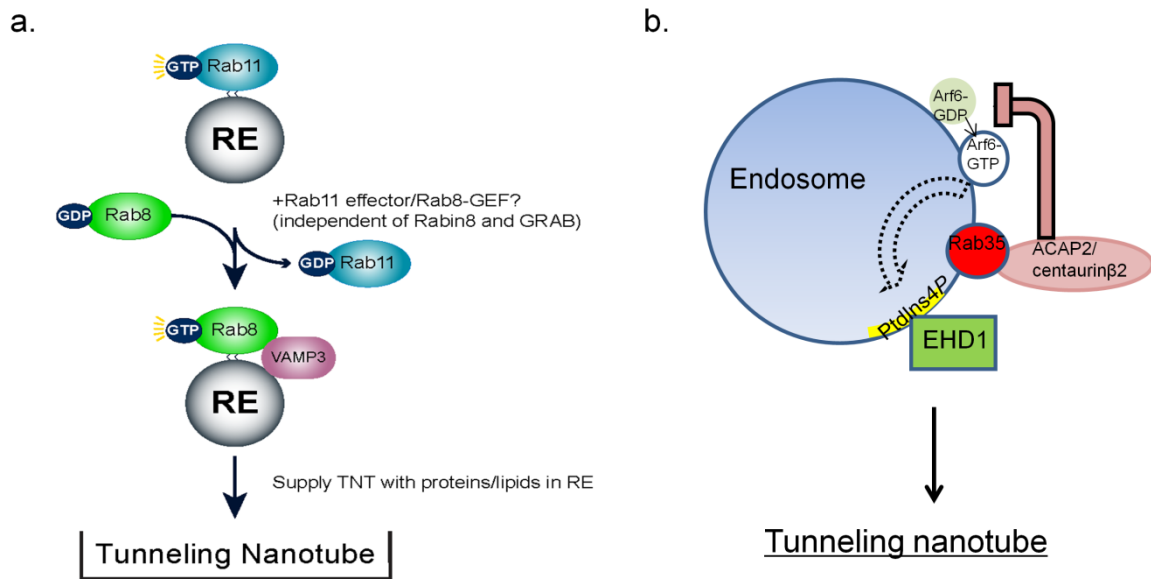 a.
GTP Rab11
RE
+Rab11 effector/Rab8-GEF?
(independent of Rabin8 and GRAB)
GDP Rab8
GDP Rab11
GTP Rab8
VAMP3
RE
Supply TNT with proteins/lipids in RE
Tunneling Nanotube
b.
Arf6-
GDP
Arf6-
GTP
Endosome
Rab35
ACAP2/
centaurinβ2
PtdIns4P
EHD1
Tunneling nanotube